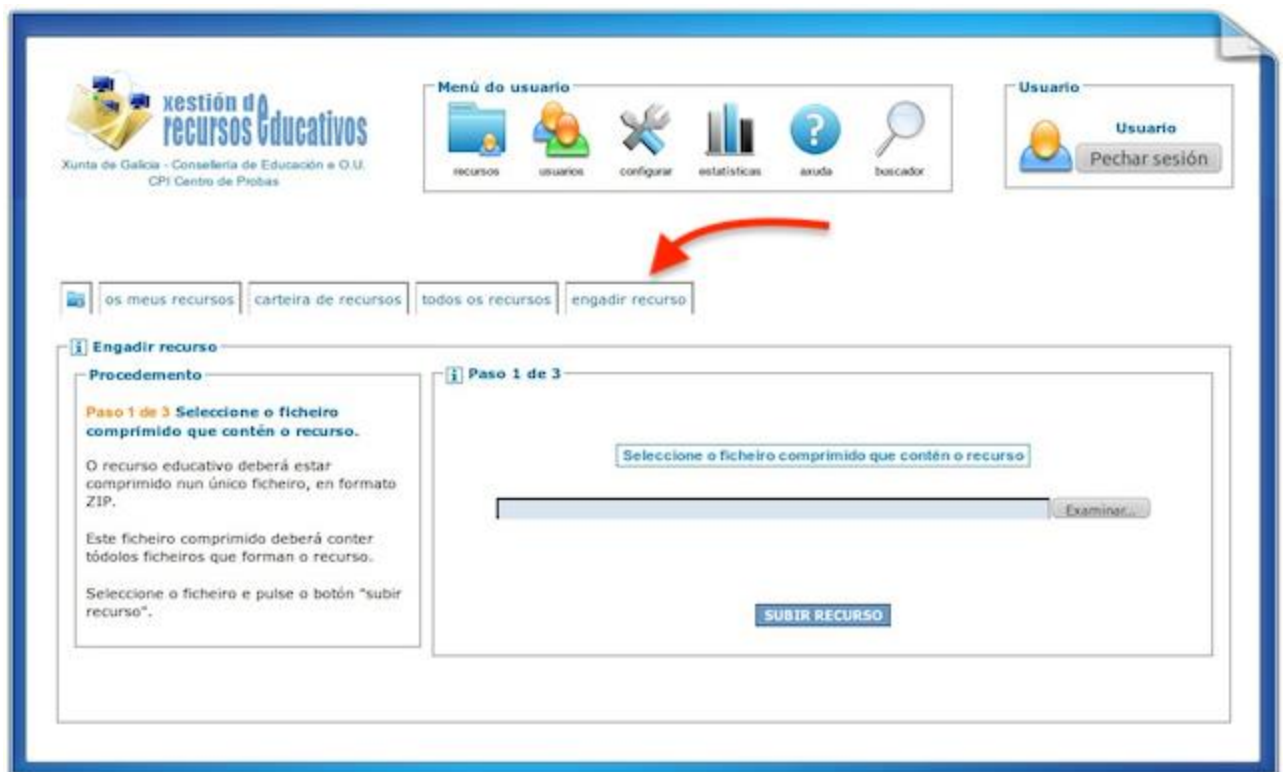 xestión de
recursos educativos
Xunta de Galicia - Consellería de Educación e O.U.
CPI Centro de Probas
Menú do usuario
recursos usuarios configurar estatísticas axuda buscador
Usuario
Usuario
Pechar sesión
os meus recursos carteira de recursos todos os recursos engadir recurso
Engadir recurso
Procedemento
Paso 1 de 3 Seleccione o ficheiro
comprimido que contén o recurso.
O recurso educativo deberá estar
comprimido nun único ficheiro, en formato
ZIP.
Este ficheiro comprimido deberá conter
tódolos ficheiros que forman o recurso.
Seleccione o ficheiro e pulse o botón "subir
recurso".
Paso 1 de 3
Seleccione o ficheiro comprimido que contén o recurso
Examinar...
SUBIR RECURSO